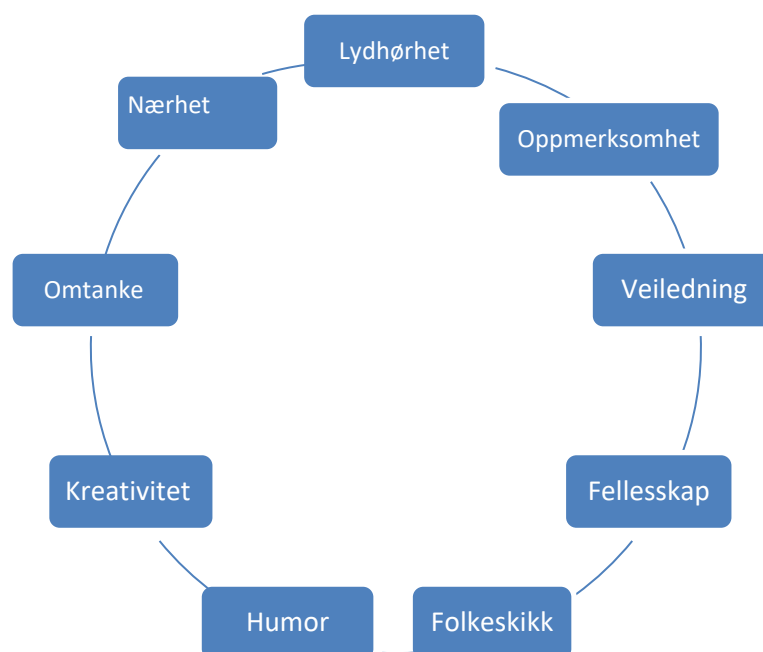 Lydhørhet
Nærhet
Oppmerksomhet
Omtanke
Veiledning
Kreativitet
Fellesskap
Humor
Folkeskikk